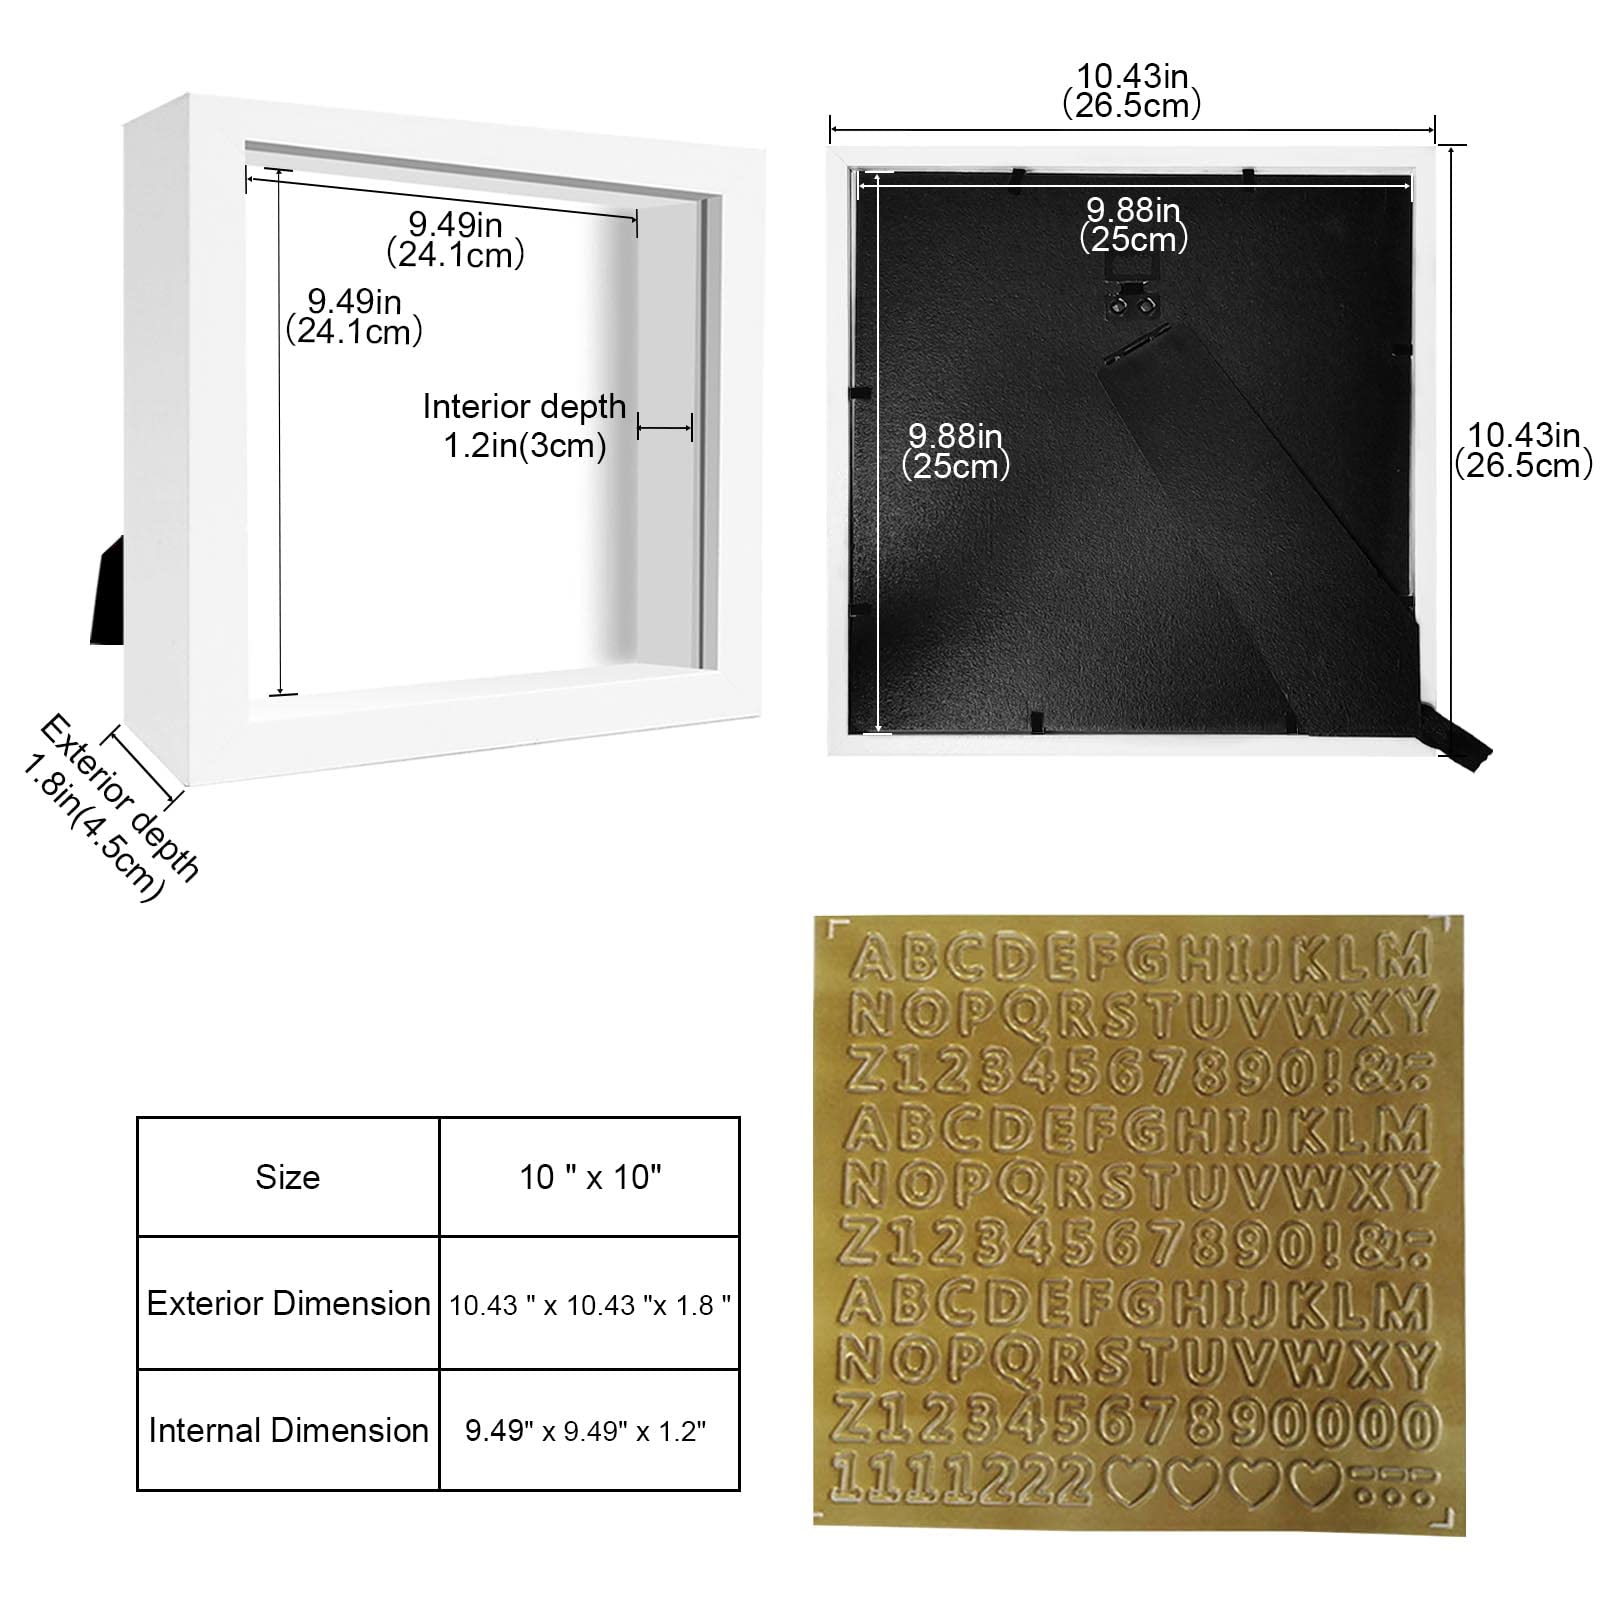 9.49in
(24.1cm)
9.49in
(24.1cm)
Interior depth
1.2in(3cm)
Exterior depth
1.8in(4.5cm)
10.43in
(26.5cm)
9.88in
(25cm)
9.88in
(25cm)
10.43in
(26.5cm)
Size
10 " x 10"
Exterior Dimension
10.43 " x 10.43 "x 1.8 "
Internal Dimension
9.49" x 9.49" x 1.2"
ABCDEFGHIJKLM
NOPQRSTUVWXY
Z1234567890!&-:
ABCDEFGHIJKLM
NOPQRSTUVWXY
Z1234567890!&-:
ABCDEFGHIJKLM
NOPQRSTUVWXY
Z1234567890000
1111222♡♡♡♡